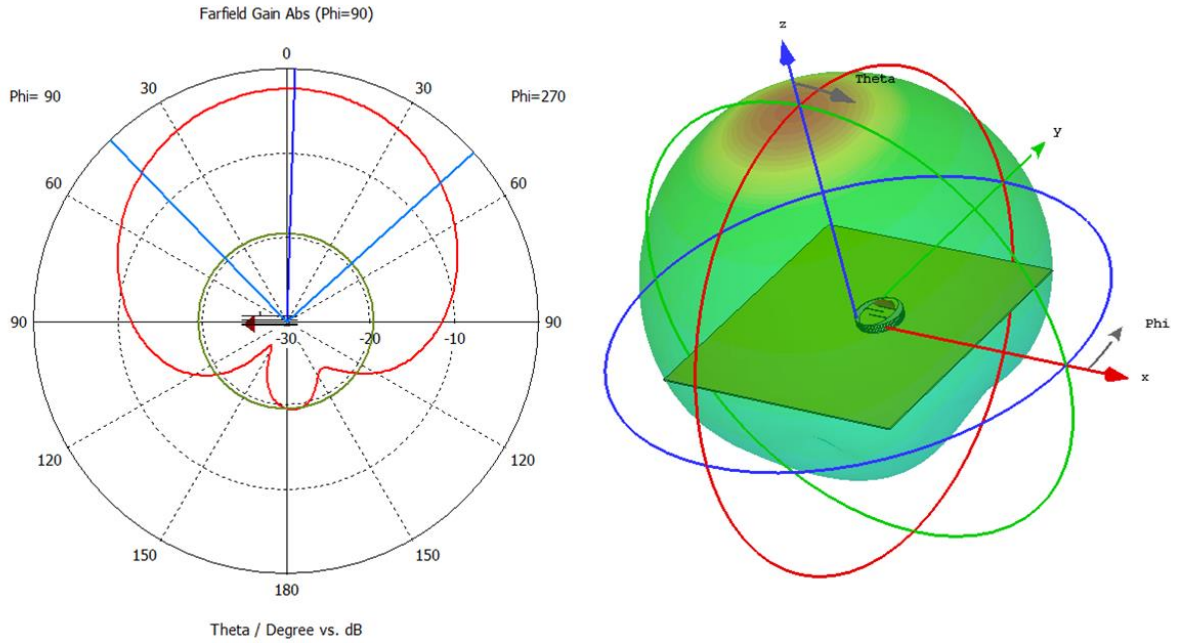 Farfield Gain Abs (Phi=90)
0
30
30
Phi= 90
Phi=270
60
60
90
-30
-20
-10
90
120
120
150
150
180
Theta / Degree vs. dB
z
Theta
y
Phi
x